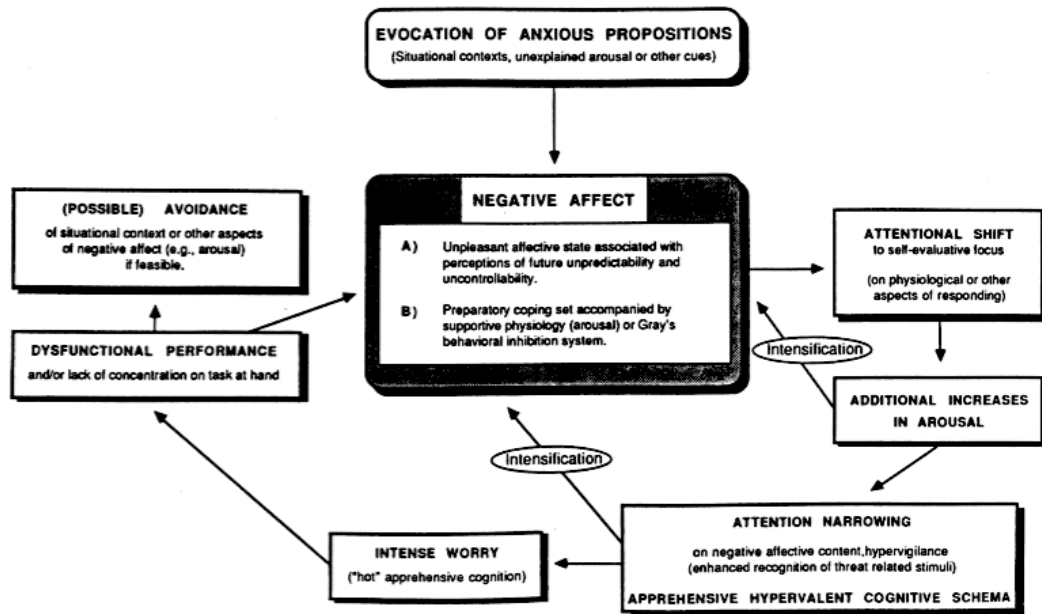 EVOCATION OF ANXIOUS PROPOSITIONS
(Situational contexts, unexplained arousal or other cues)
NEGATIVE AFFECT
A) Unpleasant affective state associated with
perceptions of future unpredictability and
uncontrollability.
B) Preparatory coping set accompanied by
supportive physiology (arousal) or Gray's
behavioral inhibition system.
(POSSIBLE) AVOIDANCE
of situational context or other aspects
of negative affect (e.g., arousal)
if feasible.
ATTENTIONAL SHIFT
to self-evaluative focus
(on physiological or other
aspects of responding)
DYSFUNCTIONAL PERFORMANCE
and/or lack of concentration on task at hand
Intensification
ADDITIONAL INCREASES
IN AROUSAL
Intensification
ATTENTION NARROWING
on negative affective content,hypervigilance
(enhanced recognition of threat related stimuli)
APPREHENSIVE HYPERVALENT COGNITIVE SCHEMA
INTENSE WORRY
("hot" apprehensive cognition)